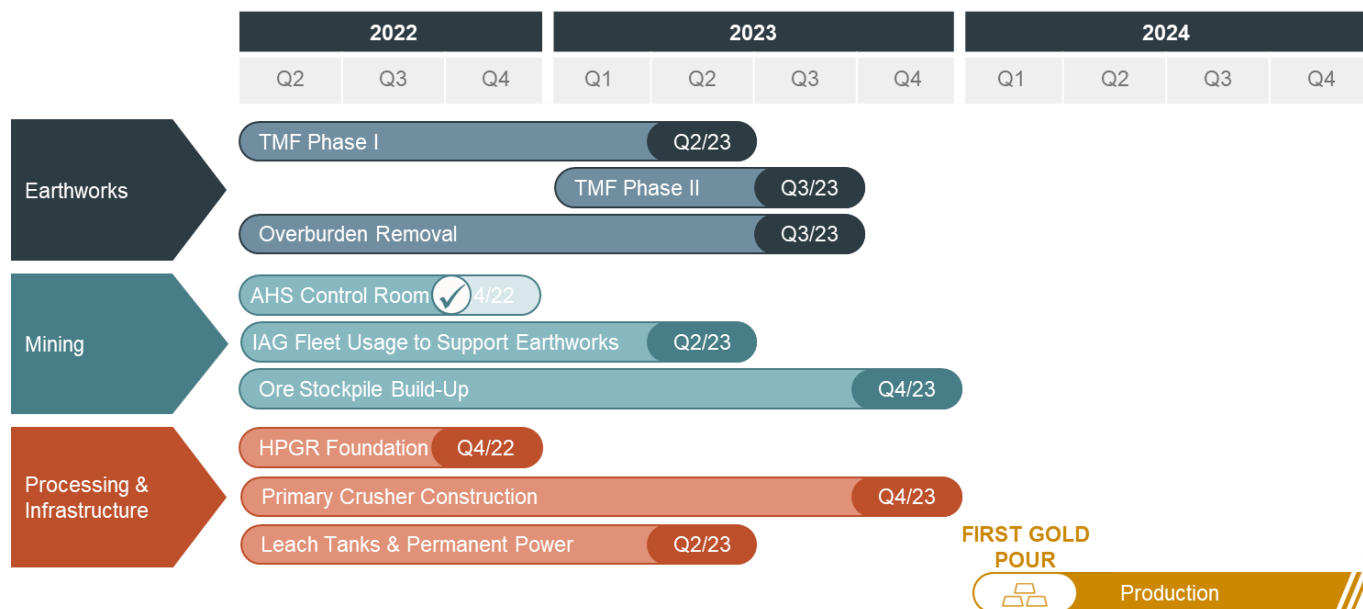 2022 2023 2024
Q2 Q3 Q4 Q1 Q2 Q3 Q4 Q1 Q2 Q3 Q4
Earthworks
TMF Phase I Q2/23
TMF Phase II Q3/23
Overburden Removal Q3/23
Mining
AHS Control Room 4/22
IAG Fleet Usage to Support Earthworks Q2/23
Ore Stockpile Build-Up Q4/23
Processing &
Infrastructure
HPGR Foundation Q4/22
Primary Crusher Construction Q4/23
Leach Tanks & Permanent Power Q2/23
FIRST GOLD
POUR
Production